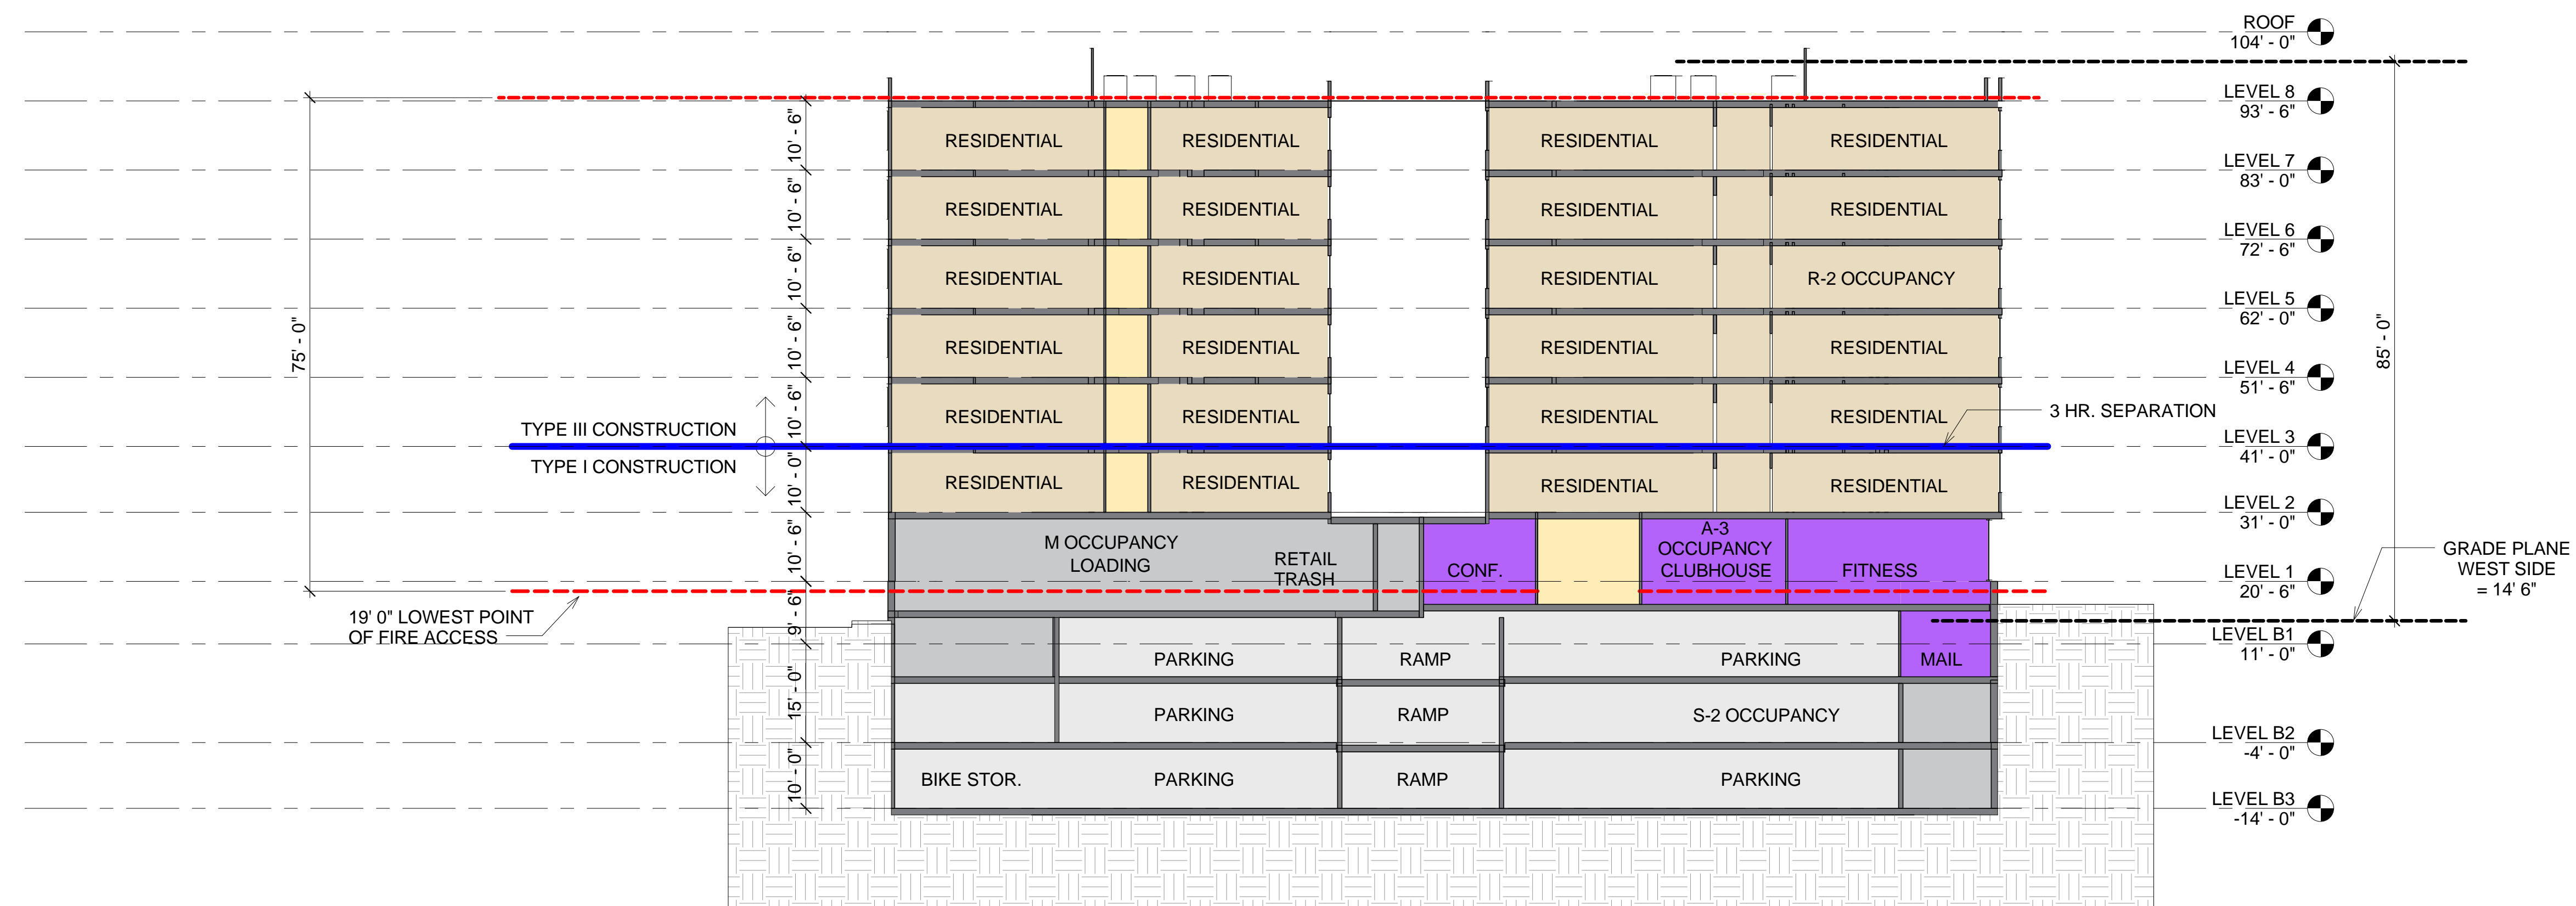 ROOF
104' - 0"
LEVEL 8
93' - 6"
10' - 6"
RESIDENTIAL
RESIDENTIAL
RESIDENTIAL
RESIDENTIAL
LEVEL 7
83' - 0"
10' - 6"
RESIDENTIAL
RESIDENTIAL
RESIDENTIAL
RESIDENTIAL
LEVEL 6
72' - 6"
10' - 6"
RESIDENTIAL
RESIDENTIAL
RESIDENTIAL
R-2 OCCUPANCY
LEVEL 5
62' - 0"
75' - 0"
10' - 6"
RESIDENTIAL
RESIDENTIAL
RESIDENTIAL
RESIDENTIAL
85' - 0"
LEVEL 4
51' - 6"
10' - 6"
RESIDENTIAL
RESIDENTIAL
RESIDENTIAL
RESIDENTIAL
3 HR. SEPARATION
TYPE III CONSTRUCTION
LEVEL 3
41' - 0"
TYPE I CONSTRUCTION
10' - 0"
RESIDENTIAL
RESIDENTIAL
RESIDENTIAL
RESIDENTIAL
LEVEL 2
31' - 0"
10' - 6"
M OCCUPANCY
LOADING
RETAIL
TRASH
CONF.
A-3
OCCUPANCY
CLUBHOUSE
FITNESS
GRADE PLANE
WEST SIDE
= 14' 6"
LEVEL 1
20' - 6"
19' 0" LOWEST POINT
OF FIRE ACCESS
9' - 6"
LEVEL B1
11' - 0"
PARKING
RAMP
PARKING
MAIL
15' - 0"
PARKING
RAMP
S-2 OCCUPANCY
LEVEL B2
-4' - 0"
10' - 0"
BIKE STOR.
PARKING
RAMP
PARKING
LEVEL B3
-14' - 0"